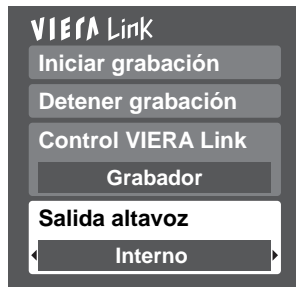 VIERA Link
Iniciar grabación
Detener grabación
Control VIERA Link
Grabador
Salida altavoz
Interno